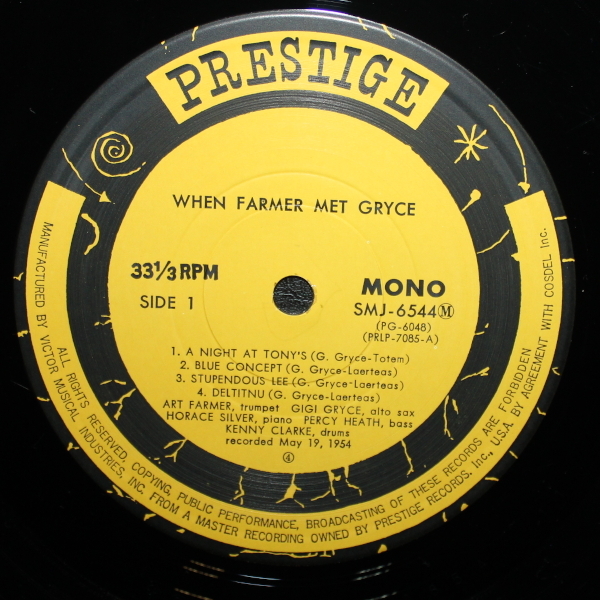 PRESTIGE
WHEN FARMER MET GRYCE
33⅓ RPM
SIDE 1
MONO
SMJ-6544Ⓜ
(PG-6048)
(PRLP-7085-A)
1. A NIGHT AT TONY'S (G. Gryce-Totem)
2. BLUE CONCEPT (G. Gryce-Laerteas)
3. STUPENDOUS LEE (G. Gryce-Laerteas)
4. DELTITNU (G. Gryce-Laerteas)
ART FARMER, trumpet GIGI GRYCE, alto sax
HORACE SILVER, piano PERCY HEATH, bass
KENNY CLARKE, drums
recorded May 19, 1954
④
ALL RIGHTS RESERVED, COPYING, PUBLIC PERFORMANCE, BROADCASTING OF THESE RECORDS ARE FORBIDDEN
MANUFACTURED BY VICTOR MUSICAL INDUSTRIES, INC. FROM A MASTER RECORDING OWNED BY PRESTIGE RECORDS. Inc., U.S.A. BY AGREEMENT WITH COSDEL Inc.